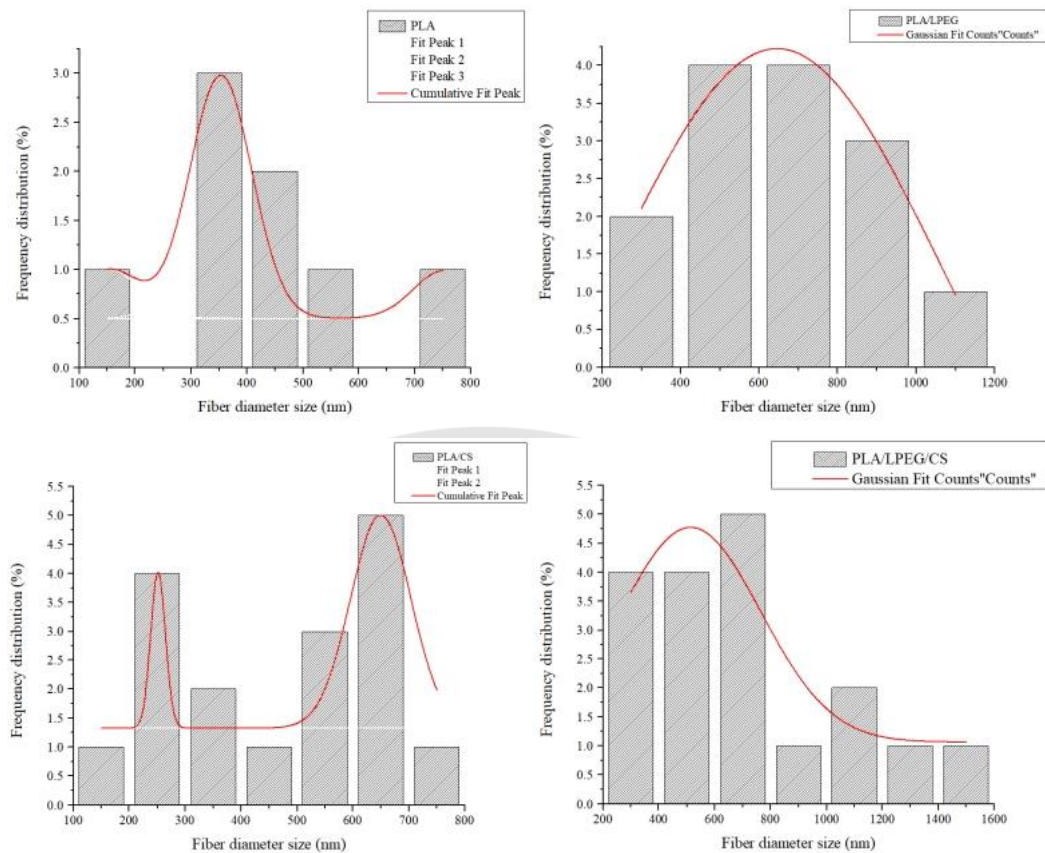 PLA
Fit Peak 1
Fit Peak 2
Fit Peak 3
Cumulative Fit Peak
Frequency distribution (%)
3.0
2.5
2.0
1.5
1.0
0.5
0.0
100 200 300 400 500 600 700 800
Fiber diameter size (nm)
PLA/LPEG
Gaussian Fit Counts"Counts"
Frequency distribution (%)
4.0
3.5
3.0
2.5
2.0
1.5
1.0
0.5
0.0
200 400 600 800 1000 1200
Fiber diameter size (nm)
PLA/CS
Fit Peak 1
Fit Peak 2
Cumulative Fit Peak
Frequency distribution (%)
5.5
5.0
4.5
4.0
3.5
3.0
2.5
2.0
1.5
1.0
0.5
0.0
100 200 300 400 500 600 700 800
Fiber diameter size (nm)
PLA/LPEG/CS
Gaussian Fit Counts"Counts"
Frequency distribution (%)
5.5
5.0
4.5
4.0
3.5
3.0
2.5
2.0
1.5
1.0
0.5
0.0
200 400 600 800 1000 1200 1400 1600
Fiber diameter size (nm)